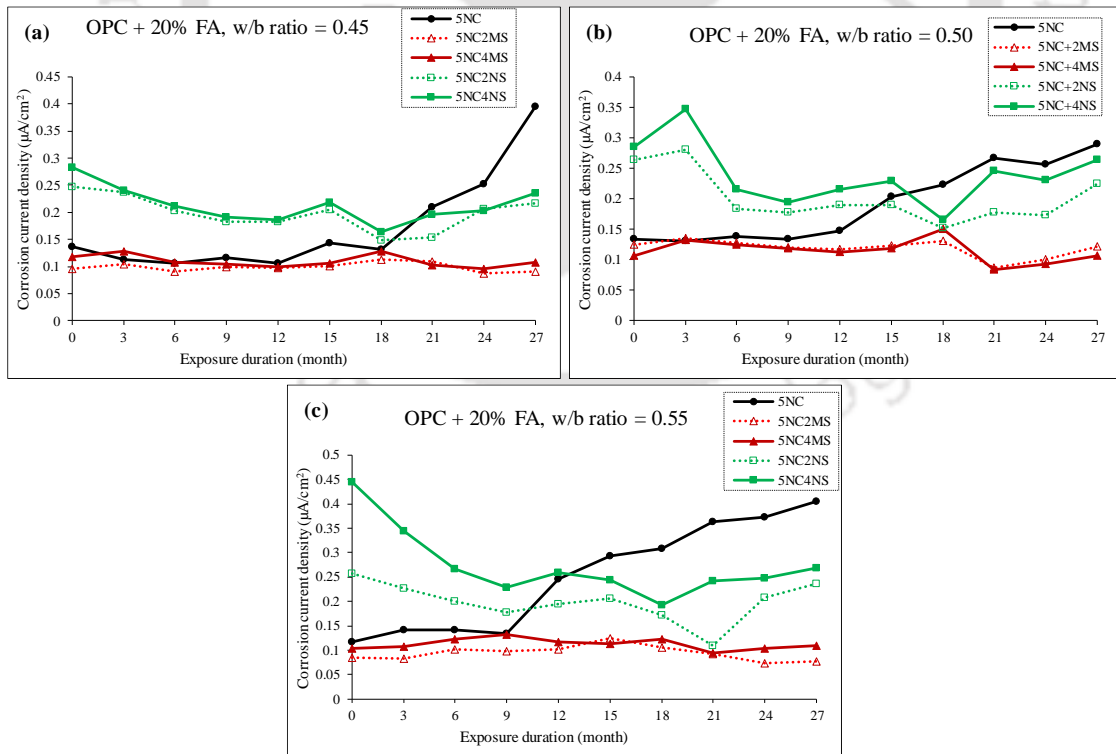 (a)
OPC + 20% FA, w/b ratio = 0.45
5NC
5NC2MS
5NC4MS
5NC2NS
5NC4NS
Corrosion current density (µA/cm²)
0.45
0.4
0.35
0.3
0.25
0.2
0.15
0.1
0.05
0
0 3 6 9 12 15 18 21 24 27
Exposure duration (month)
(b)
OPC + 20% FA, w/b ratio = 0.50
5NC
5NC+2MS
5NC+4MS
5NC+2NS
5NC+4NS
Corrosion current density (µA/cm²)
0.4
0.35
0.3
0.25
0.2
0.15
0.1
0.05
0
0 3 6 9 12 15 18 21 24 27
Exposure duration (month)
(c)
OPC + 20% FA, w/b ratio = 0.55
5NC
5NC2MS
5NC4MS
5NC2NS
5NC4NS
Corrosion current density (µA/cm²)
0.5
0.45
0.4
0.35
0.3
0.25
0.2
0.15
0.1
0.05
0
0 3 6 9 12 15 18 21 24 27
Exposure duration (month)